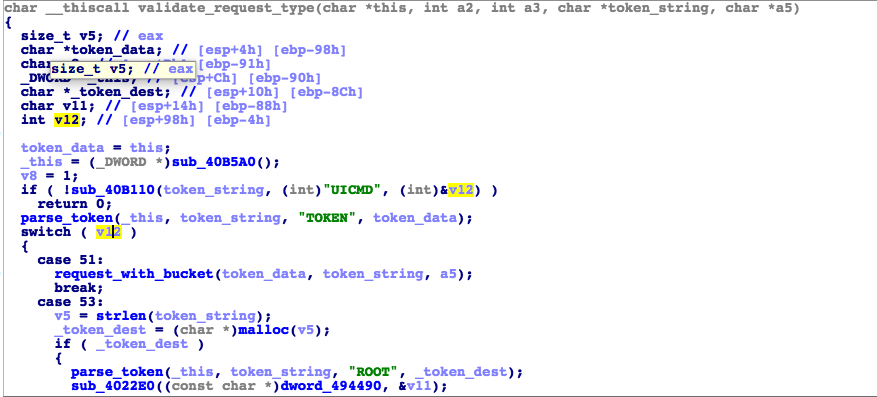 char __thiscall validate_request_type(char *this, int a2, int a3, char *token_string, char *a5)
{
size_t v5; // eax
char *token_data; // [esp+4h] [ebp-98h]
char [ebp-91h]
size_t v5; // eax
_DWORD [esp+Ch] [ebp-90h]
char *_token_dest; // [esp+10h] [ebp-8Ch]
char v11; // [esp+14h] [ebp-88h]
int v12; // [esp+98h] [ebp-4h]
token_data = this;
_this = (_DWORD *)sub_40B5A0();
v8 = 1;
if ( !sub_40B110(token_string, (int)"UICMD", (int)&v12) )
return 0;
parse_token(_this, token_string, "TOKEN", token_data);
switch ( v12 )
{
case 51:
request_with_bucket(token_data, token_string, a5);
break;
case 53:
v5 = strlen(token_string);
_token_dest = (char *)malloc(v5);
if ( _token_dest )
{
parse_token(_this, token_string, "ROOT", _token_dest);
sub_4022E0((const char *)dword_494490, &v11);